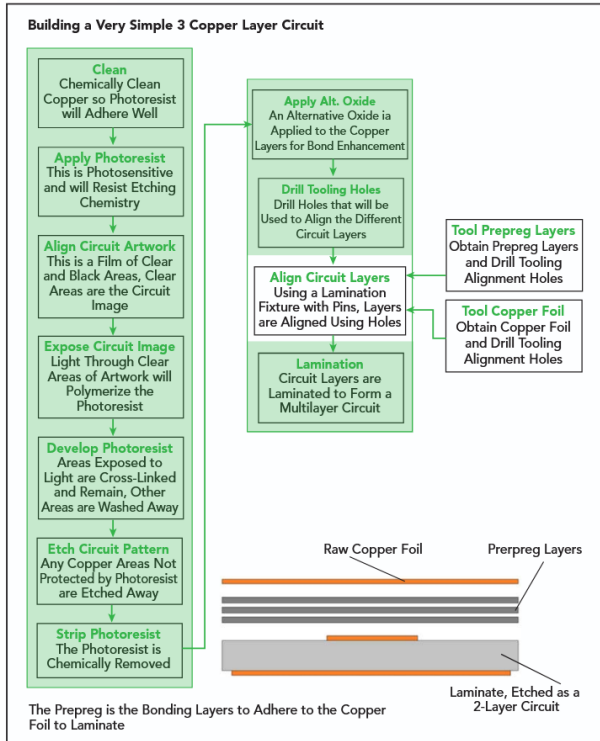 Building a Very Simple 3 Copper Layer Circuit
Clean
Chemically Clean
Copper so Photoresist
will Adhere Well
Apply Photoresist
This is Photosensitive
and will Resist Etching
Chemistry
Align Circuit Artwork
This is a Film of Clear
and Black Areas, Clear
Areas are the Circuit
Image
Expose Circuit Image
Light Through Clear
Areas of Artwork will
Polymerize the
Photoresist
Develop Photoresist
Areas Exposed to
Light are Cross-Linked
and Remain, Other
Areas are Washed Away
Etch Circuit Pattern
Any Copper Areas Not
Protected by Photoresist
are Etched Away
Strip Photoresist
The Photoresist is
Chemically Removed
Apply Alt. Oxide
An Alternative Oxide ia
Applied to the Copper
Layers for Bond Enhancement
Drill Tooling Holes
Drill Holes that will be
Used to Align the Different
Circuit Layers
Align Circuit Layers
Using a Lamination
Fixture with Pins, Layers
are Aligned Using Holes
Lamination
Circuit Layers are
Laminated to Form a
Multilayer Circuit
Tool Prepreg Layers
Obtain Prepreg Layers
and Drill Tooling
Alignment Holes
Tool Copper Foil
Obtain Copper Foil
and Drill Tooling
Alignment Holes
Raw Copper Foil
Prerpreg Layers
Laminate, Etched as a
2-Layer Circuit
The Prepreg is the Bonding Layers to Adhere to the Copper
Foil to Laminate